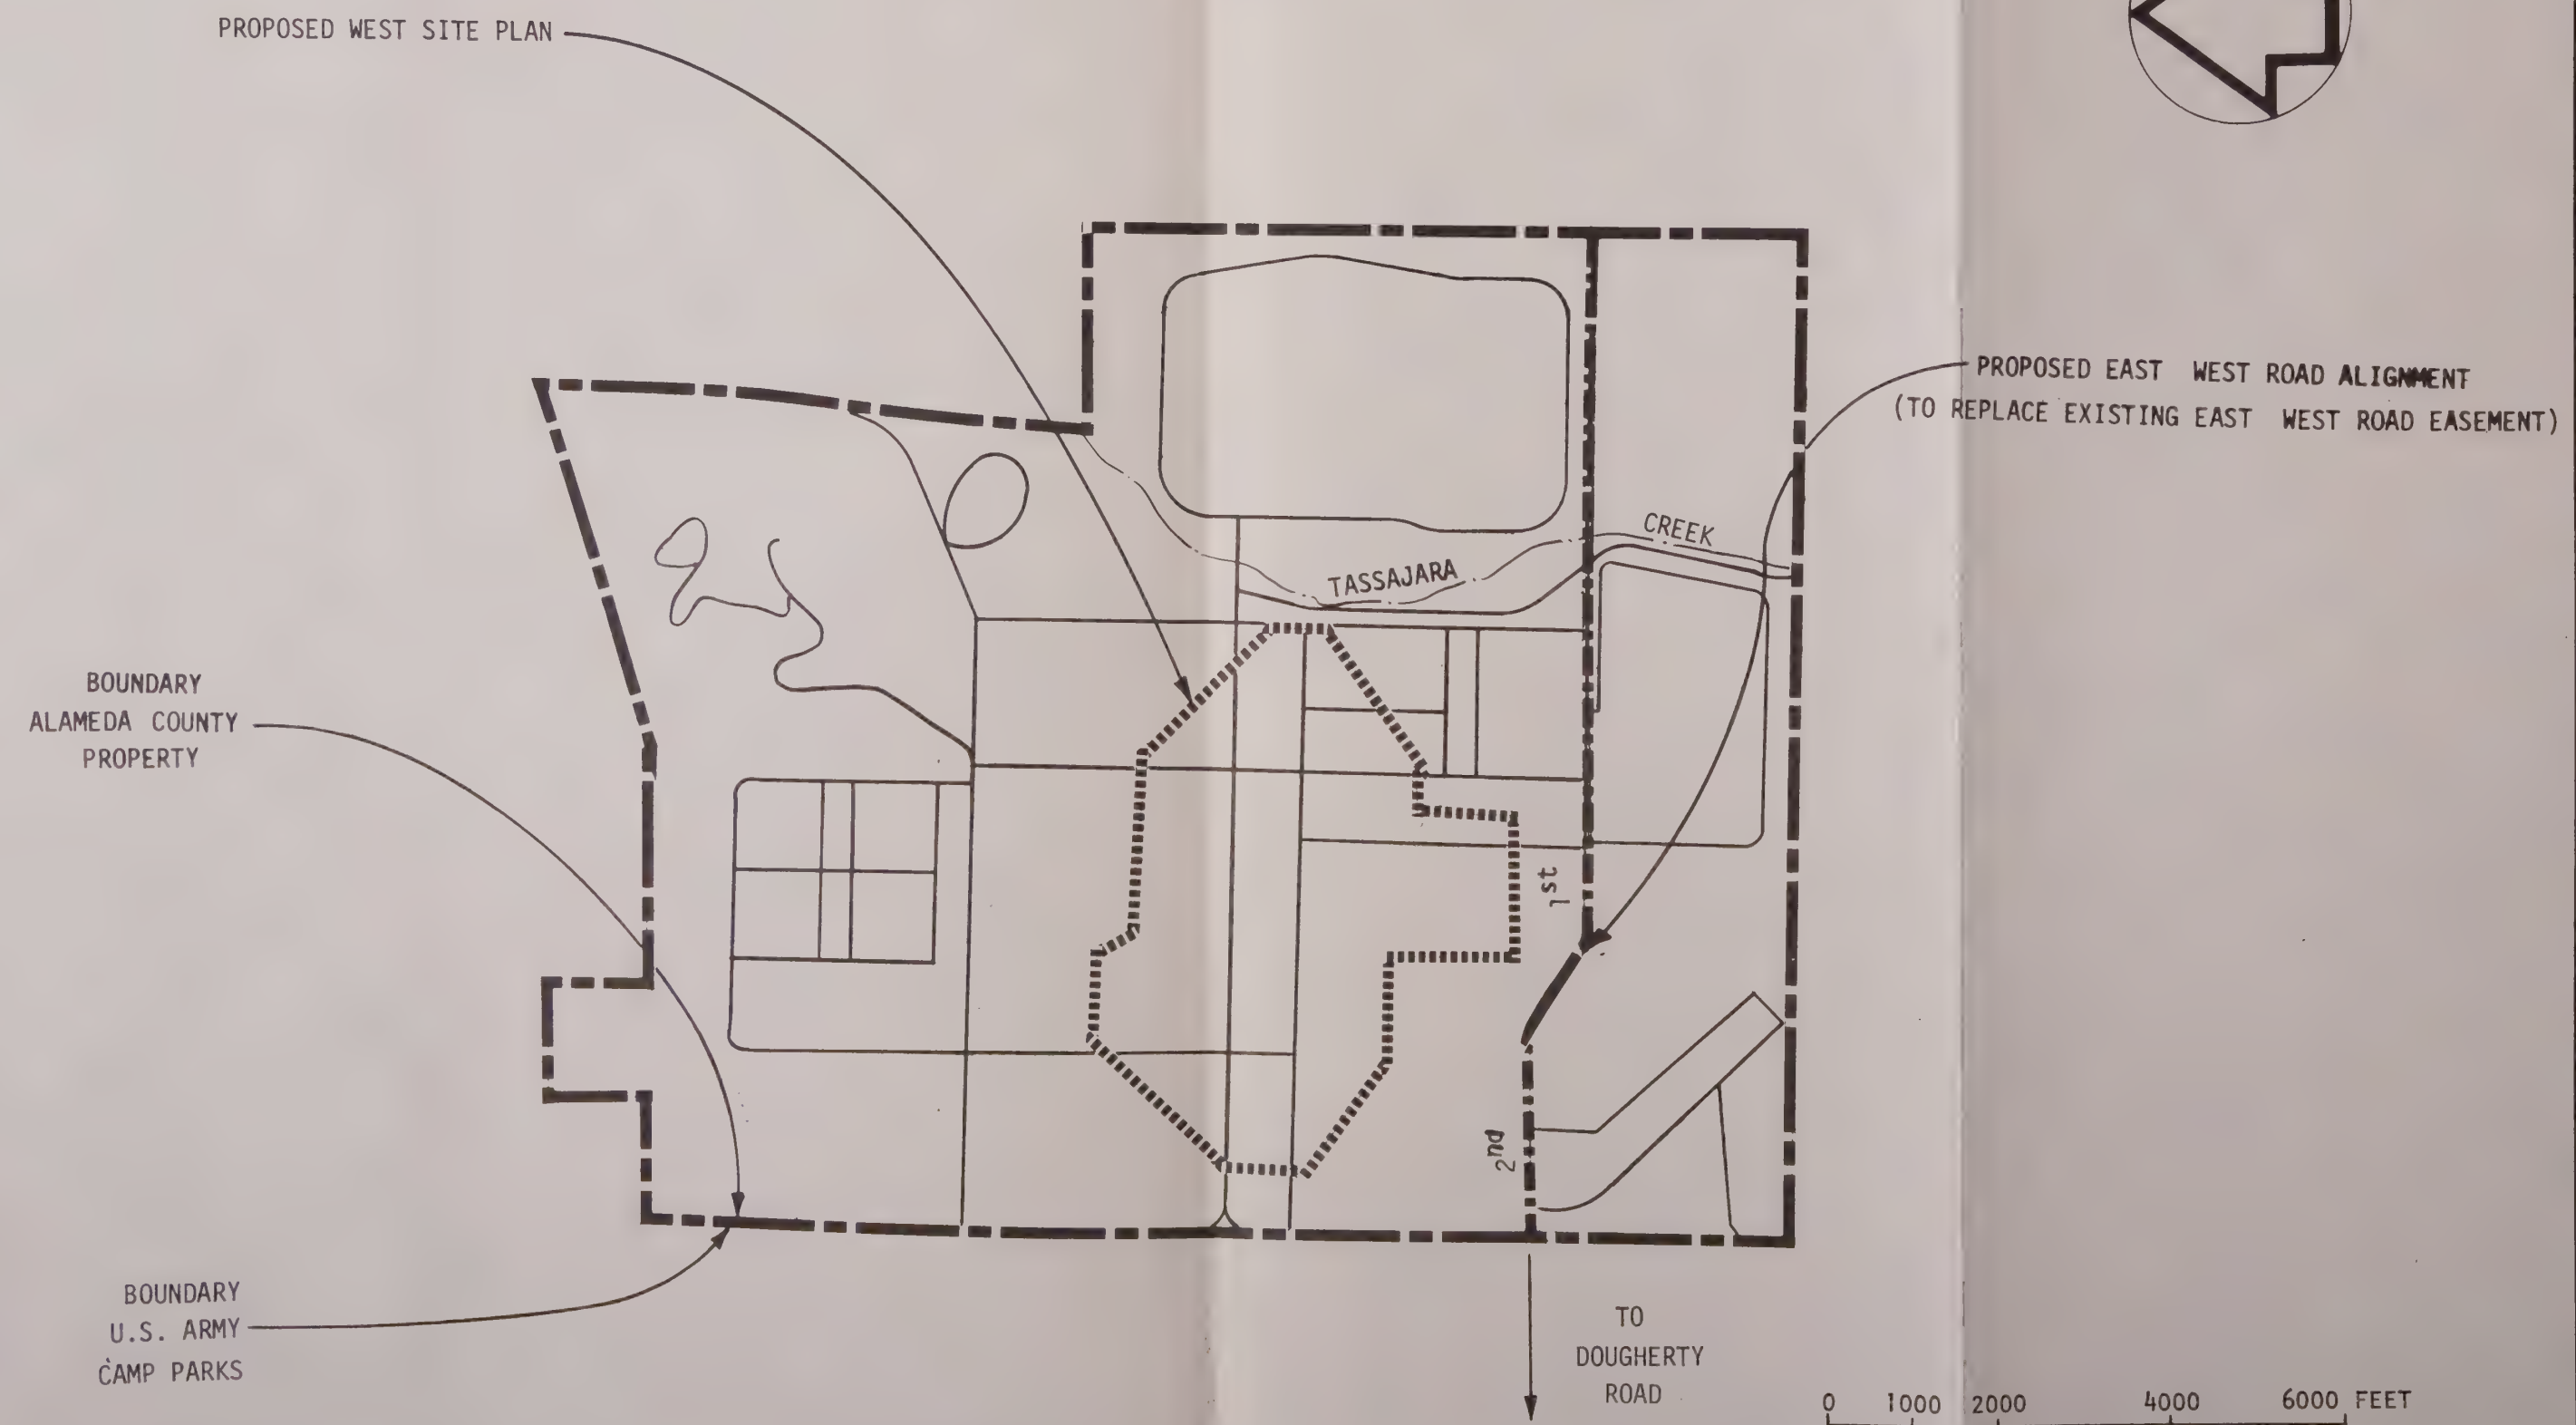 PROPOSED WEST SITE PLAN
PROPOSED EAST WEST ROAD ALIGNMENT
(TO REPLACE EXISTING EAST WEST ROAD EASEMENT)
CREEK
TASSAJARA
BOUNDARY
ALAMEDA COUNTY
PROPERTY
1st
2nd
BOUNDARY
U.S. ARMY
CAMP PARKS
TO
DOUGHERTY
ROAD
0 1000 2000 4000 6000 FEET